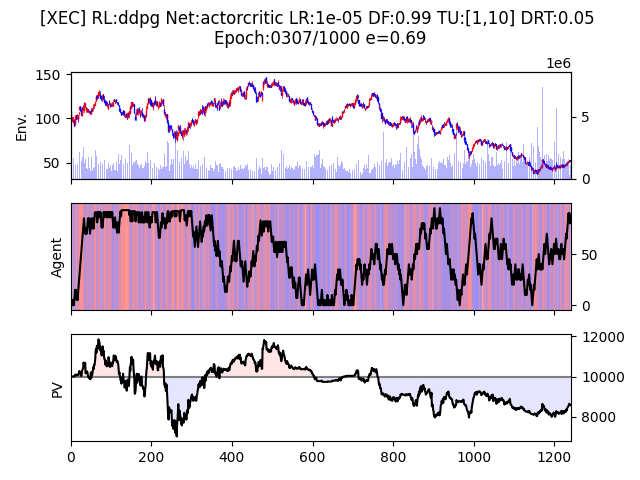 [XEC] RL:ddpg Net:actorcritic LR:1e-05 DF:0.99 TU:[1,10] DRT:0.05
Epoch:0307/1000 e=0.69
1e6
150
100
50
Env.
5
0
Agent
50
0
PV
12000
10000
8000
0 200 400 600 800 1000 1200